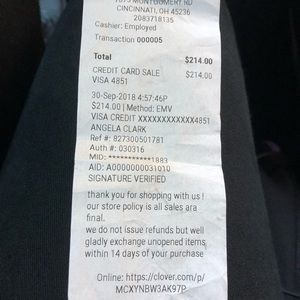 MONTGOMERY RD
CINCINNATI, OH 45236
2083718135
Cashier: Employed
Transaction 000005
Total $214.00
CREDIT CARD SALE $214.00
VISA 4851
30-Sep-2018 4:57:46P
$214.00 | Method: EMV
VISA CREDIT XXXXXXXXXXXX4851
ANGELA CLARK
Ref #: 827300501781
Auth #: 030316
MID: **********1883
AID: A0000000031010
SIGNATURE VERIFIED
thank you for shopping with us !
our store policy is all sales ara
final.
we do not issue refunds but well
gladly exchange unopened items
within 14 days of your purchase
Online: https://clover.com/p/
MCXYNBW3AK97P